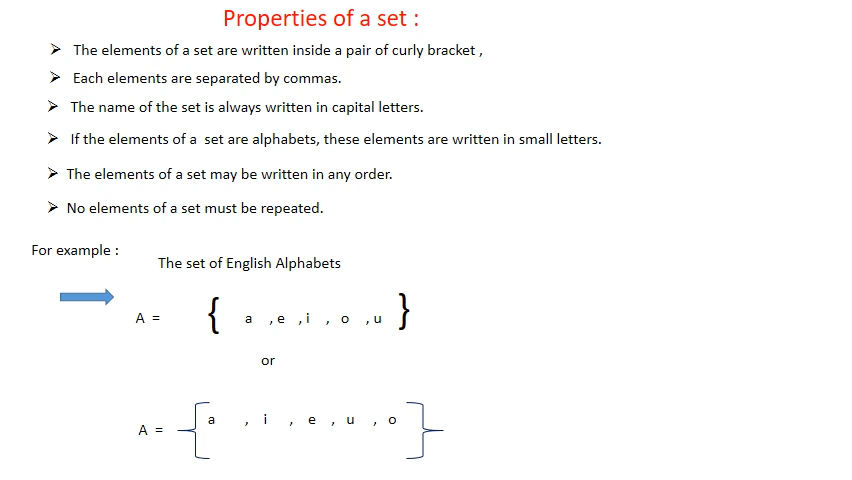 Properties of a set :
➢ The elements of a set are written inside a pair of curly bracket ,
➢ Each elements are separated by commas.
➢ The name of the set is always written in capital letters.
➢ If the elements of a set are alphabets, these elements are written in small letters.
➢ The elements of a set may be written in any order.
➢ No elements of a set must be repeated.
For example :
The set of English Alphabets
A = { a , e , i , o , u }
or
A = { a , i , e , u , o }